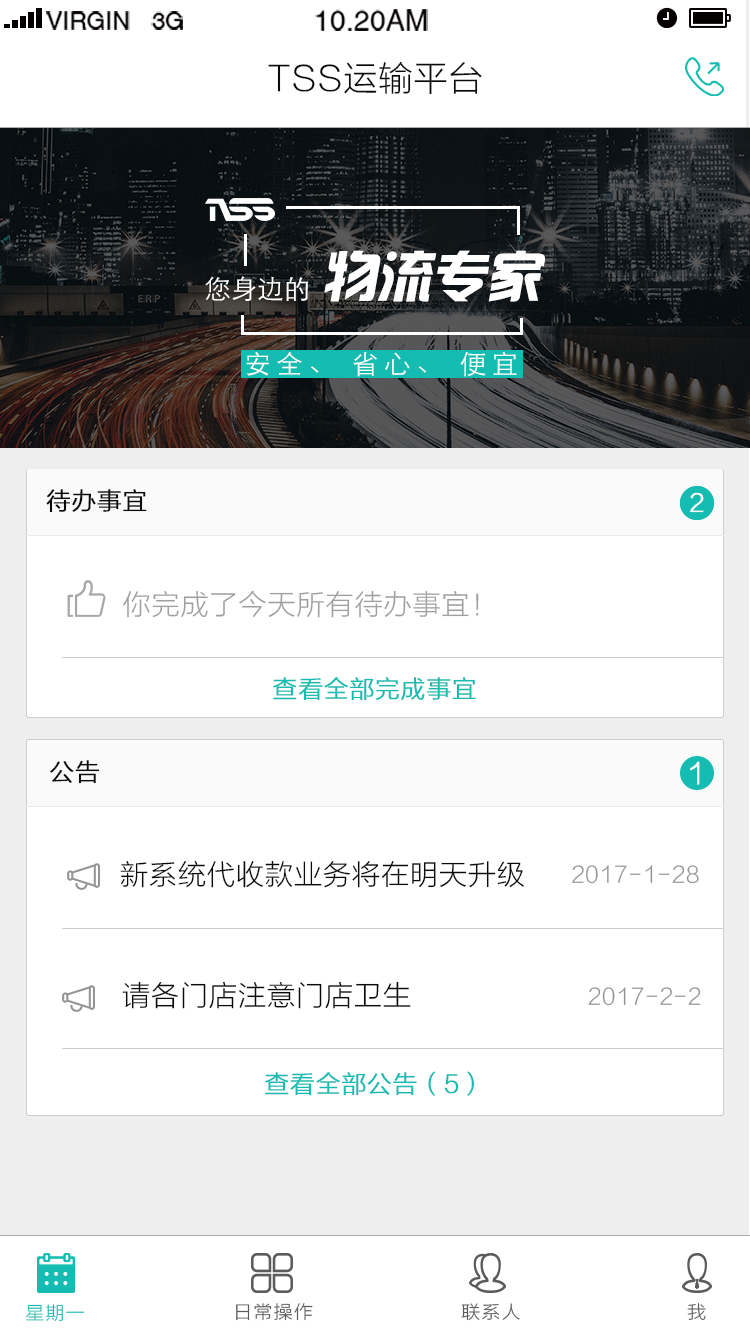 VIRGIN 3G 10.20AM
TSS运输平台
TSS
ERP
您身边的 物流专家
安全、 省心、 便宜
待办事宜 2
你完成了今天所有待办事宜!
查看全部完成事宜
公告 1
新系统代收款业务将在明天升级 2017-1-28
请各门店注意门店卫生 2017-2-2
查看全部公告（5）
星期一 日常操作 联系人 我